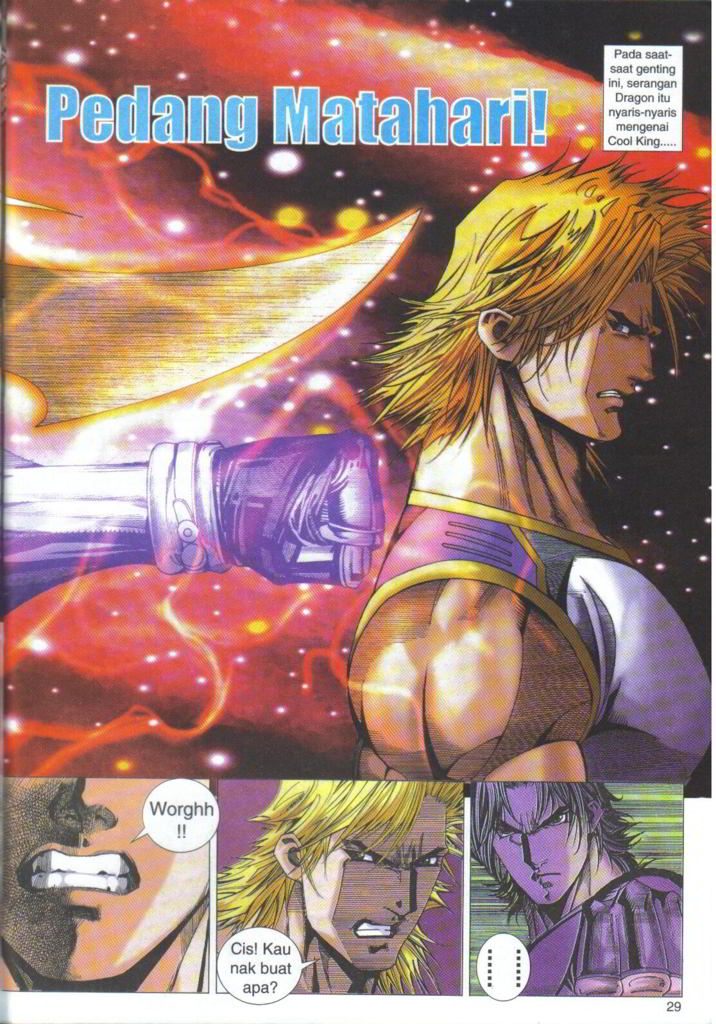 Pedang Matahari!
Pada saat-
saat genting
ini, serangan
Dragon itu
nyaris-nyaris
mengenai
Cool King.....
Worghh
!!
Cis! Kau
nak buat
apa?
!!
29